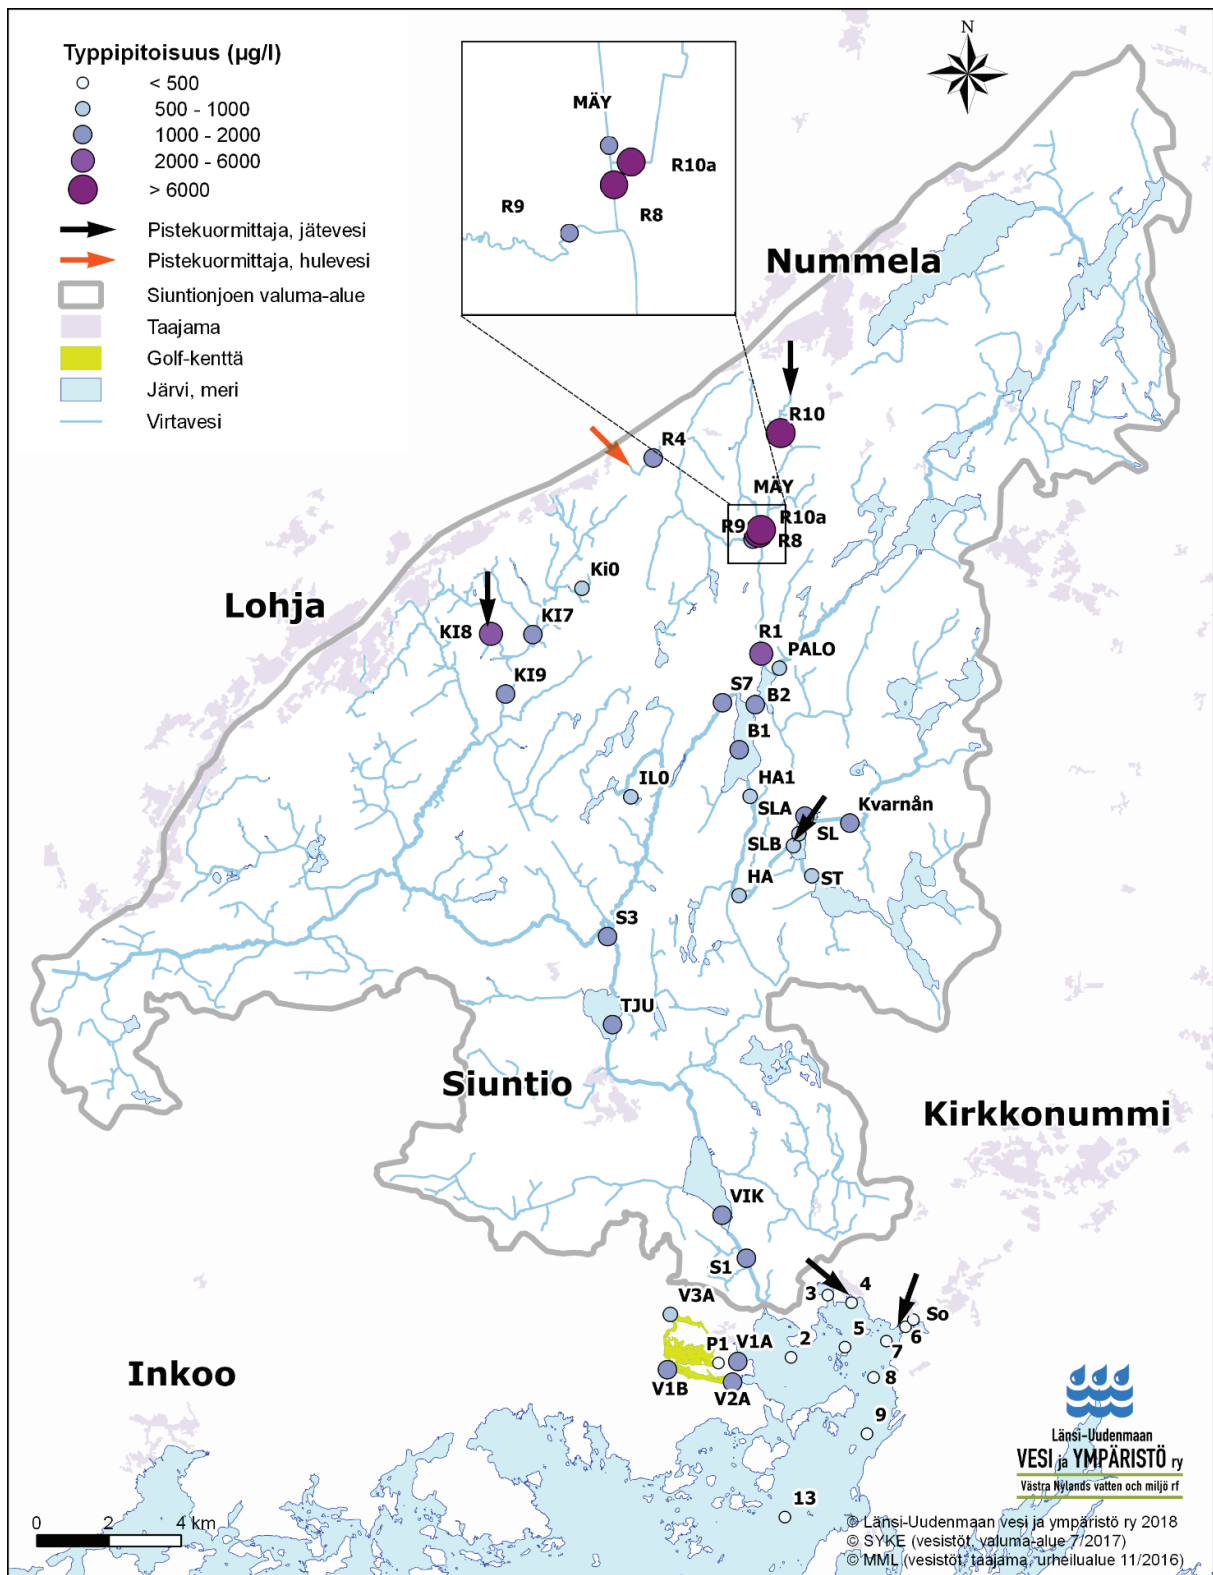 Typpipitoisuus (µg/l)
< 500
500 - 1000
1000 - 2000
2000 - 6000
> 6000
Pistekuormittaja, jätevesi
Pistekuormittaja, hulevesi
Siuntionjoen valuma-alue
Taajama
Golf-kenttä
Järvi, meri
Virtavesi
N
MÄY
R10a
R9
R8
Nummela
R10
R4
MÄY
R10a
R9
R8
Ki0
Lohja
KI8
KI7
R1
PALO
KI9
S7
B2
B1
IL0
HA1
SLA
Kvarnån
SL
SLB
HA
ST
S3
TJU
Siuntio
Kirkkonummi
VIK
S1
V3A
3
4
So
6
5
7
2
P1
V1A
8
V1B
V2A
Inkoo
9
13
Länsi-Uudenmaan
VESI ja YMPÄRISTÖ ry
Västra Nylands vatten och miljö rf
0 2 4 km
© Länsi-Uudenmaan vesi ja ympäristö ry 2018
© SYKE (vesistöt, valuma-alue 7/2017)
© MML (vesistöt, taajama, urheilualue 11/2016)